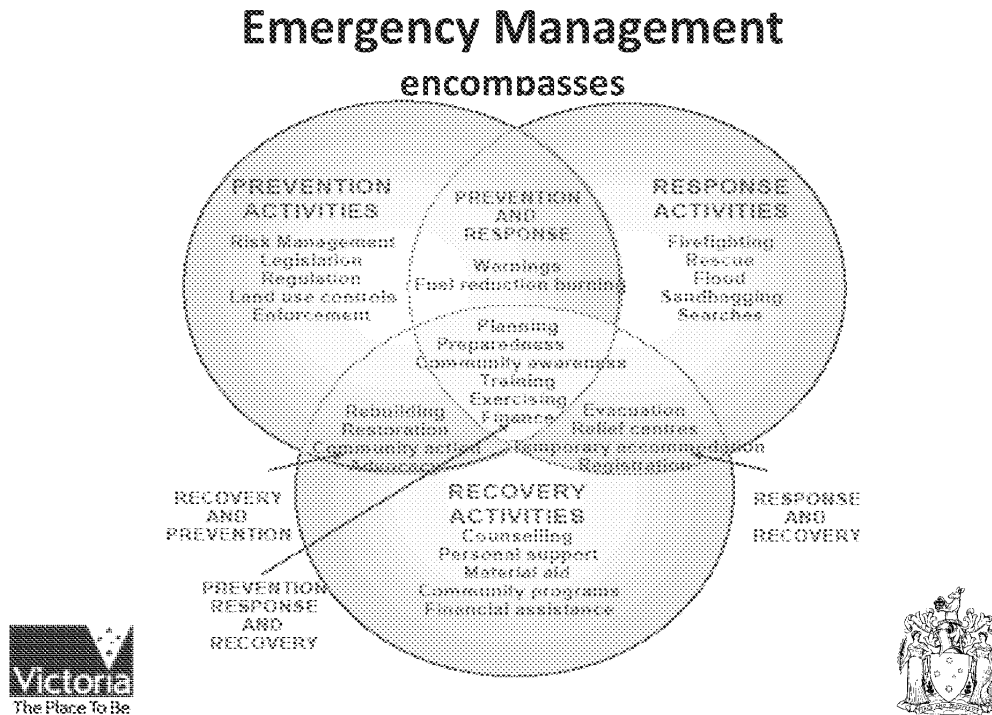 Emergency Management
encompasses
PREVENTION
ACTIVITIES
Risk Management
Legislation
Regulation
Land use controls
Enforcement
PREVENTION
AND
RESPONSE
Warnings
Fuel reduction burning
RESPONSE
ACTIVITIES
Firefighting
Rescue
Flood
Sandbagging
Searches
Planning
Preparedness
Community awareness
Training
Exercising
Finance
Rebuilding
Restoration
Community action
Advocacy
Evacuation
Relief centres
Temporary accommodation
Registration
RECOVERY
AND
PREVENTION
RECOVERY
ACTIVITIES
Counselling
Personal support
Material aid
Community programs
Financial assistance
RESPONSE
AND
RECOVERY
PREVENTION
RESPONSE
AND
RECOVERY
Victoria
The Place To Be